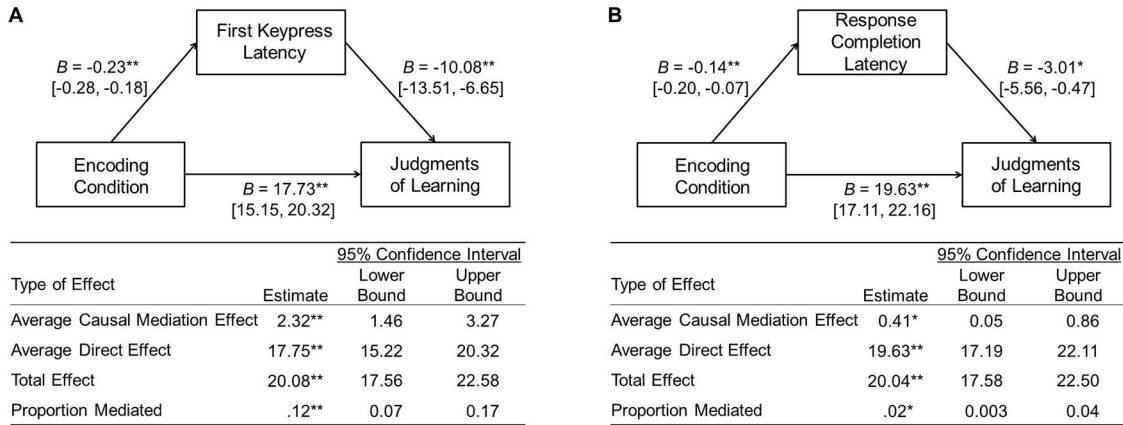 A
First Keypress
Latency
B = -0.23**
[-0.28, -0.18]
B = -10.08**
[-13.51, -6.65]
Encoding
Condition
Judgments
of Learning
B = 17.73**
[15.15, 20.32]
95% Confidence Interval
Type of Effect Estimate Lower Bound Upper Bound
Average Causal Mediation Effect 2.32** 1.46 3.27
Average Direct Effect 17.75** 15.22 20.32
Total Effect 20.08** 17.56 22.58
Proportion Mediated .12** 0.07 0.17
B
Response
Completion
Latency
B = -0.14**
[-0.20, -0.07]
B = -3.01*
[-5.56, -0.47]
Encoding
Condition
Judgments
of Learning
B = 19.63**
[17.11, 22.16]
95% Confidence Interval
Type of Effect Estimate Lower Bound Upper Bound
Average Causal Mediation Effect 0.41* 0.05 0.86
Average Direct Effect 19.63** 17.19 22.11
Total Effect 20.04** 17.58 22.50
Proportion Mediated .02* 0.003 0.04